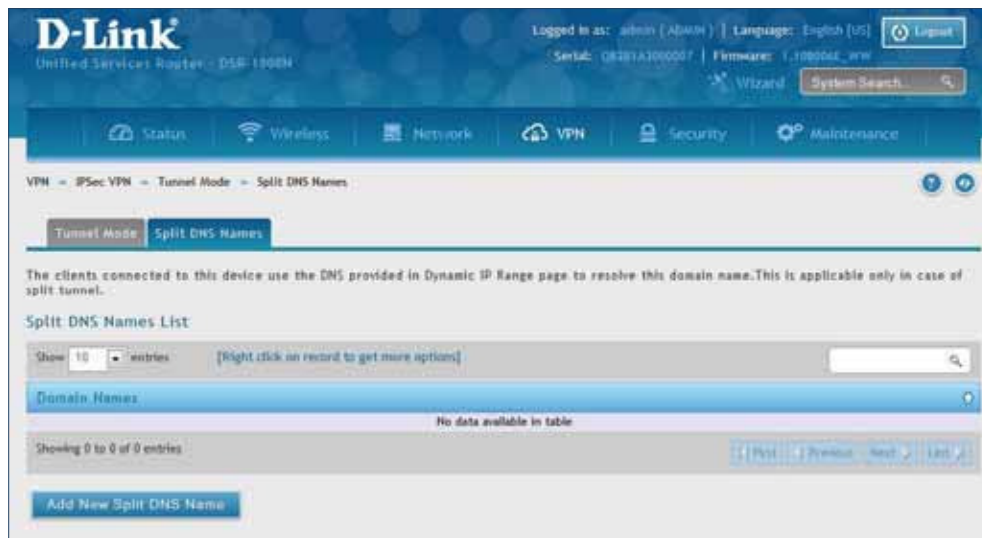 D-Link
Unified Services Router - DSR-1000N
Logged in as: admin ( ADMIN ) | Language: English [US]
Logout
Serial: | Firmware:
Wizard
System Search...
Status
Wireless
Network
VPN
Security
Maintenance
VPN » IPSec VPN » Tunnel Mode » Split DNS Names
Tunnel Mode
Split DNS Names
The clients connected to this device use the DNS provided in Dynamic IP Range page to resolve this domain name.This is applicable only in case of
split tunnel.
Split DNS Names List
Show 10 entries
[Right click on record to get more options]
Domain Names
No data available in table
Showing 0 to 0 of 0 entries
First
Previous
Next
Last
Add New Split DNS Name